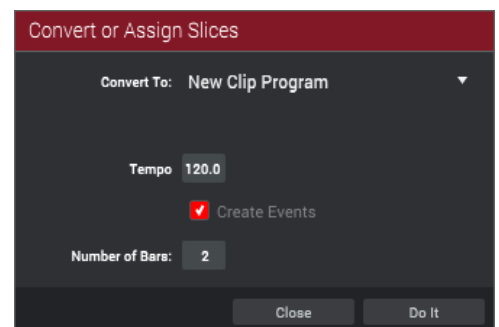 Convert or Assign Slices
Convert To: New Clip Program
Tempo 120.0
Create Events
Number of Bars: 2
Close Do It